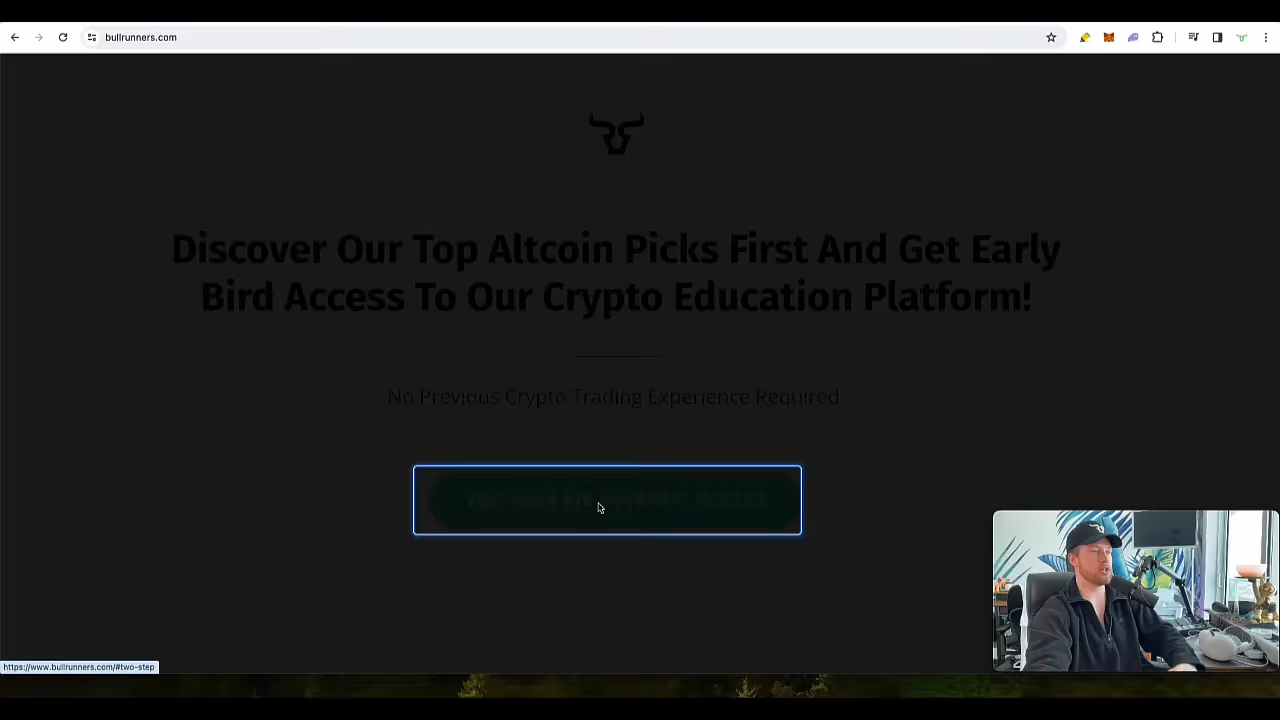 bullrunners.com
Discover Our Top Altcoin Picks First And Get Early
Bird Access To Our Crypto Education Platform!
No Previous Crypto Trading Experience Required.
https://www.bullrunners.com/#two-step